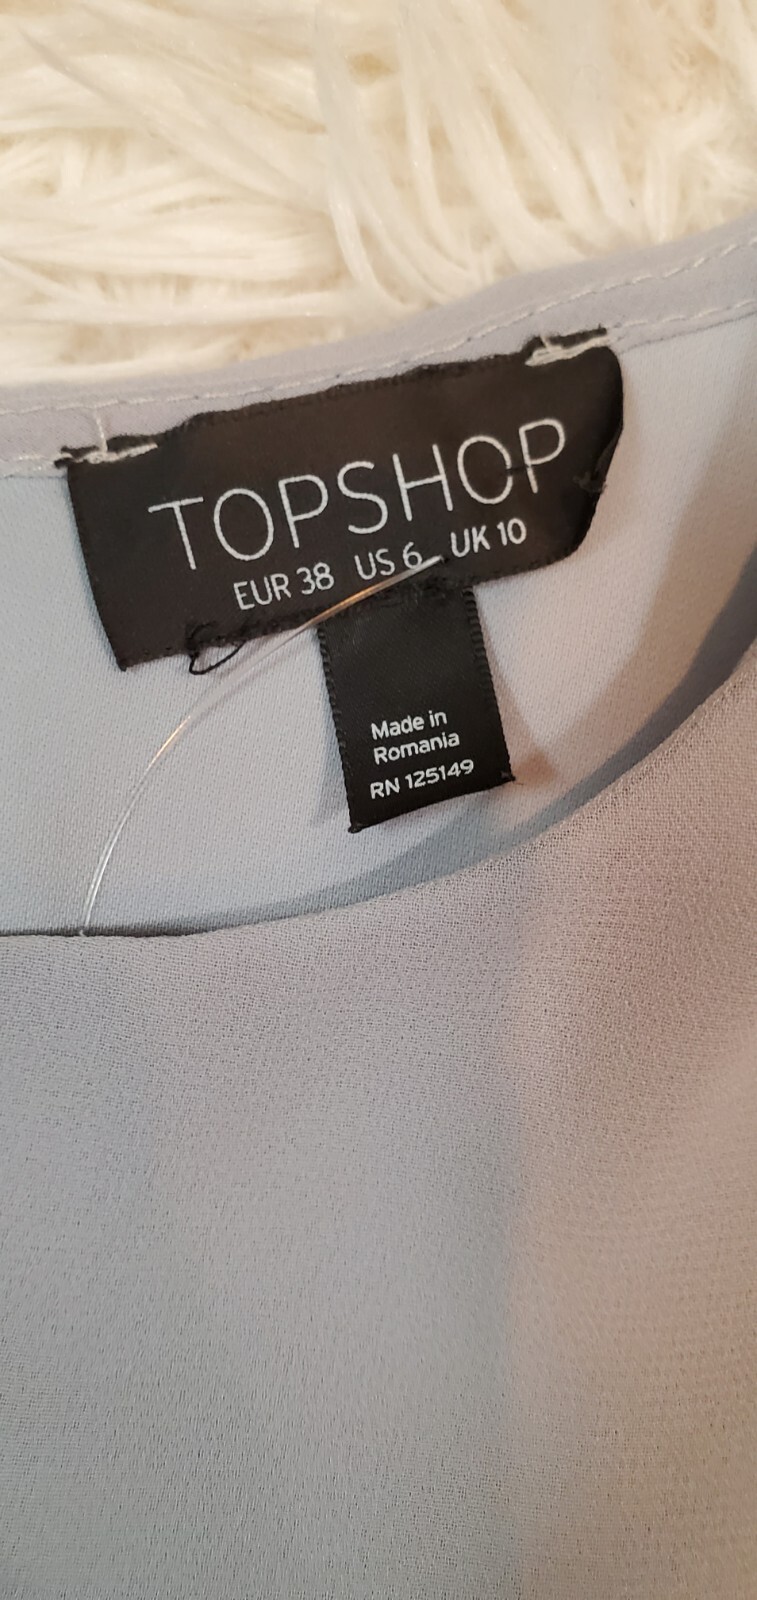 TOPSHOP
EUR 38 US 6 UK 10
Made in
Romania
RN 125149